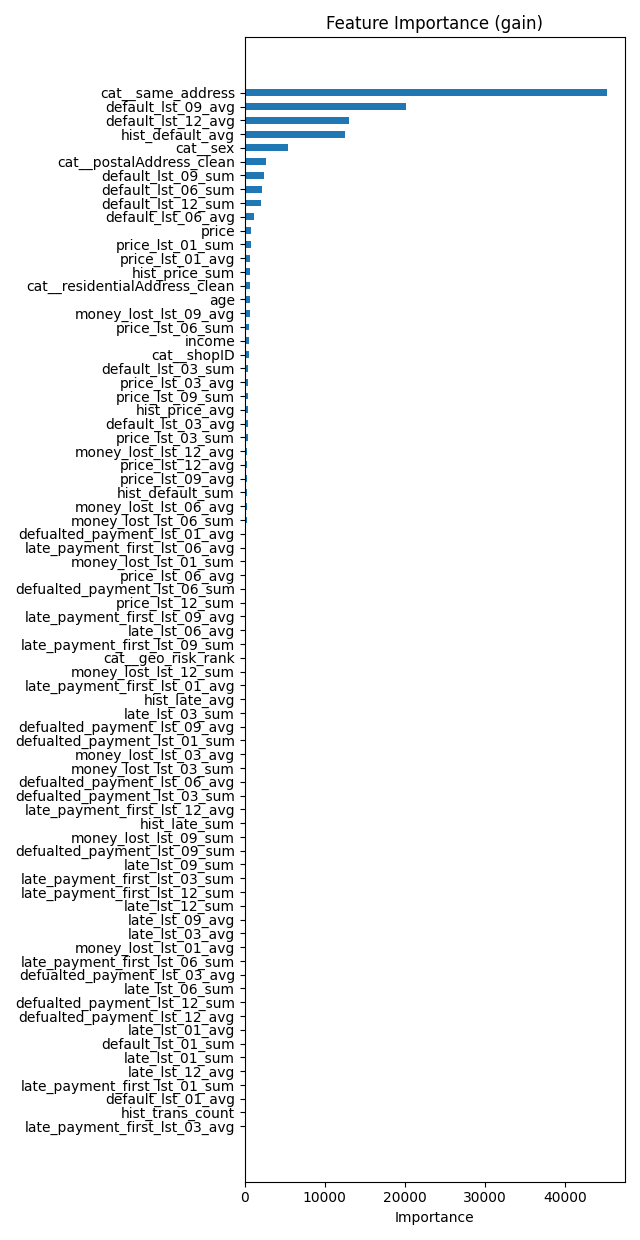 Feature Importance (gain)
cat__same_address
default_lst_09_avg
default_lst_12_avg
hist_default_avg
cat__sex
cat__postalAddress_clean
default_lst_09_sum
default_lst_06_sum
default_lst_12_sum
default_lst_06_avg
price
price_lst_01_sum
price_lst_01_avg
hist_price_sum
cat__residentialAddress_clean
age
money_lost_lst_09_avg
price_lst_06_sum
income
cat__shopID
default_lst_03_sum
price_lst_03_avg
price_lst_09_sum
hist_price_avg
default_lst_03_avg
price_lst_03_sum
money_lost_lst_12_avg
price_lst_12_avg
price_lst_09_avg
hist_default_sum
money_lost_lst_06_avg
money_lost_lst_06_sum
defualted_payment_lst_01_avg
late_payment_first_lst_06_avg
money_lost_lst_01_sum
price_lst_06_avg
defualted_payment_lst_06_sum
price_lst_12_sum
late_payment_first_lst_09_avg
late_lst_06_avg
late_payment_first_lst_09_sum
cat__geo_risk_rank
money_lost_lst_12_sum
late_payment_first_lst_01_avg
hist_late_avg
late_lst_03_sum
defualted_payment_lst_09_avg
defualted_payment_lst_01_sum
money_lost_lst_03_avg
money_lost_lst_03_sum
defualted_payment_lst_06_avg
defualted_payment_lst_03_sum
late_payment_first_lst_12_avg
hist_late_sum
money_lost_lst_09_sum
defualted_payment_lst_09_sum
late_lst_09_sum
late_payment_first_lst_03_sum
late_payment_first_lst_12_sum
late_lst_12_sum
late_lst_09_avg
late_lst_03_avg
money_lost_lst_01_avg
late_payment_first_lst_06_sum
defualted_payment_lst_03_avg
late_lst_06_sum
defualted_payment_lst_12_sum
defualted_payment_lst_12_avg
late_lst_01_avg
default_lst_01_sum
late_lst_01_sum
late_lst_12_avg
late_payment_first_lst_01_sum
default_lst_01_avg
hist_trans_count
late_payment_first_lst_03_avg
0 10000 20000 30000 40000
Importance